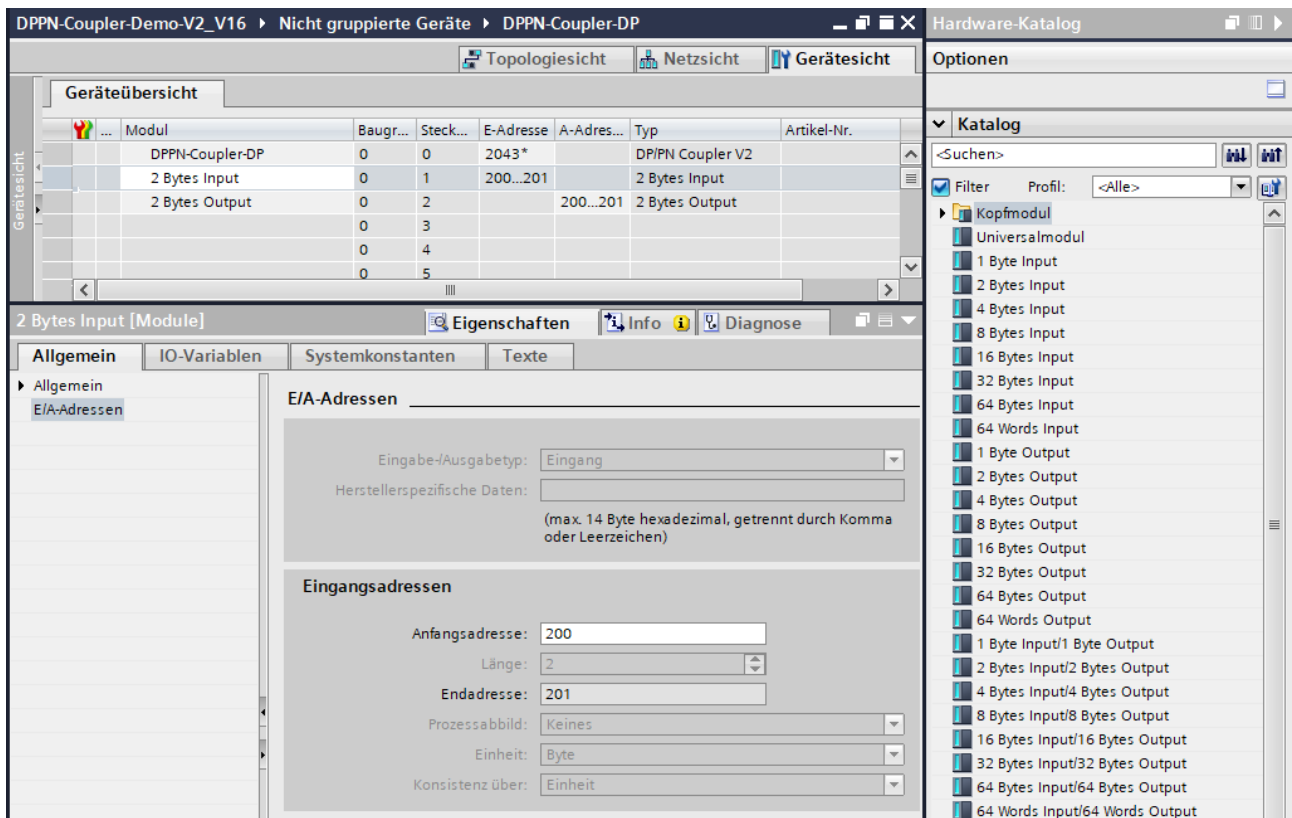 DPPN-Coupler-Demo-V2_V16 ▸ Nicht gruppierte Geräte ▸ DPPN-Coupler-DP
Topologiesicht Netzsicht Gerätesicht
Gerätesicht
Geräteübersicht
... Modul Baugr... Steck... E-Adresse A-Adres... Typ Artikel-Nr.
DPPN-Coupler-DP 0 0 2043* DP/PN Coupler V2
2 Bytes Input 0 1 200...201 2 Bytes Input
2 Bytes Output 0 2 200...201 2 Bytes Output
0 3
0 4
0 5
2 Bytes Input [Module]
Eigenschaften Info Diagnose
Allgemein IO-Variablen Systemkonstanten Texte
Allgemein
E/A-Adressen
E/A-Adressen
Eingabe-/Ausgabetyp: Eingang
Herstellerspezifische Daten:
(max. 14 Byte hexadezimal, getrennt durch Komma
oder Leerzeichen)
Eingangsadressen
Anfangsadresse: 200
Länge: 2
Endadresse: 201
Prozessabbild: Keines
Einheit: Byte
Konsistenz über: Einheit
Hardware-Katalog
Optionen
Katalog
<Suchen>
Filter Profil: <Alle>
Kopfmodul
Universalmodul
1 Byte Input
2 Bytes Input
4 Bytes Input
8 Bytes Input
16 Bytes Input
32 Bytes Input
64 Bytes Input
64 Words Input
1 Byte Output
2 Bytes Output
4 Bytes Output
8 Bytes Output
16 Bytes Output
32 Bytes Output
64 Bytes Output
64 Words Output
1 Byte Input/1 Byte Output
2 Bytes Input/2 Bytes Output
4 Bytes Input/4 Bytes Output
8 Bytes Input/8 Bytes Output
16 Bytes Input/16 Bytes Output
32 Bytes Input/32 Bytes Output
64 Bytes Input/64 Bytes Output
64 Words Input/64 Words Output